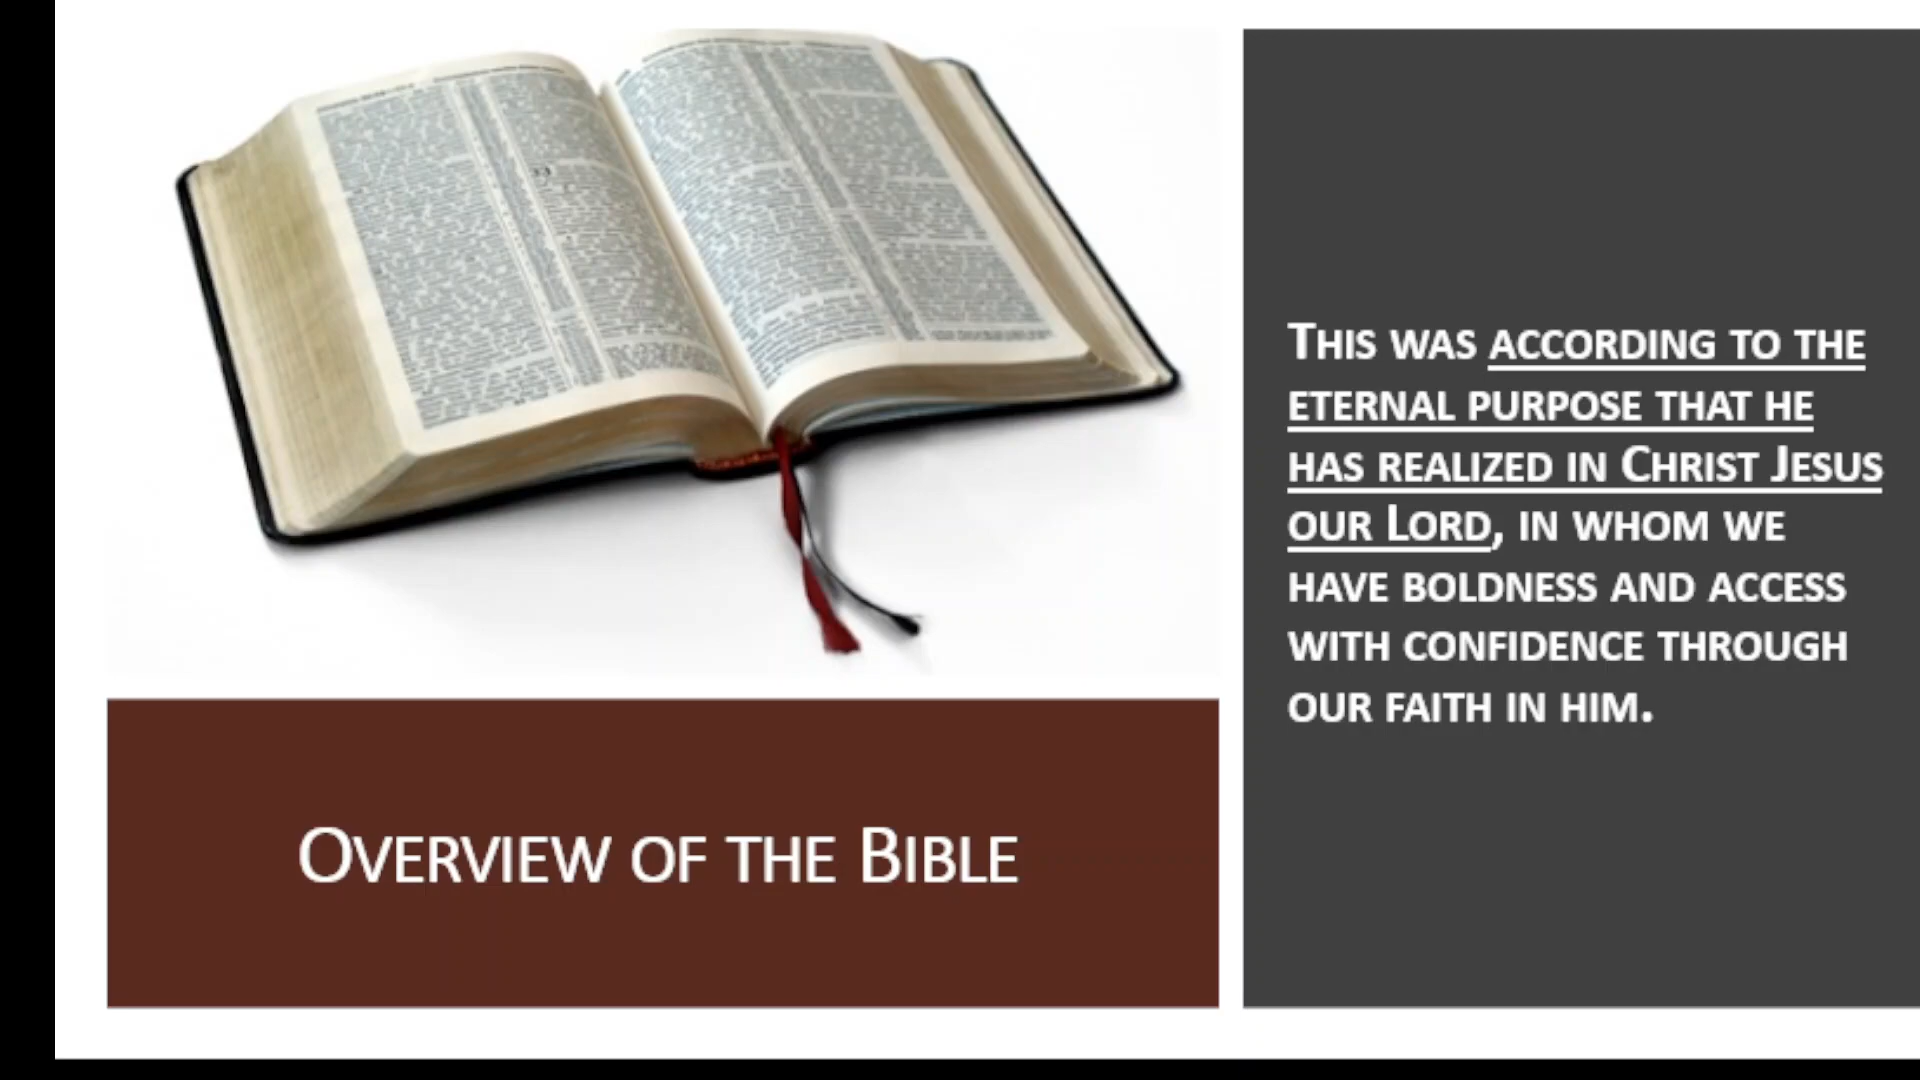 This was according to the
eternal purpose that he
has realized in Christ Jesus
our Lord, in whom we
have boldness and access
with confidence through
our faith in him.
Overview of the Bible